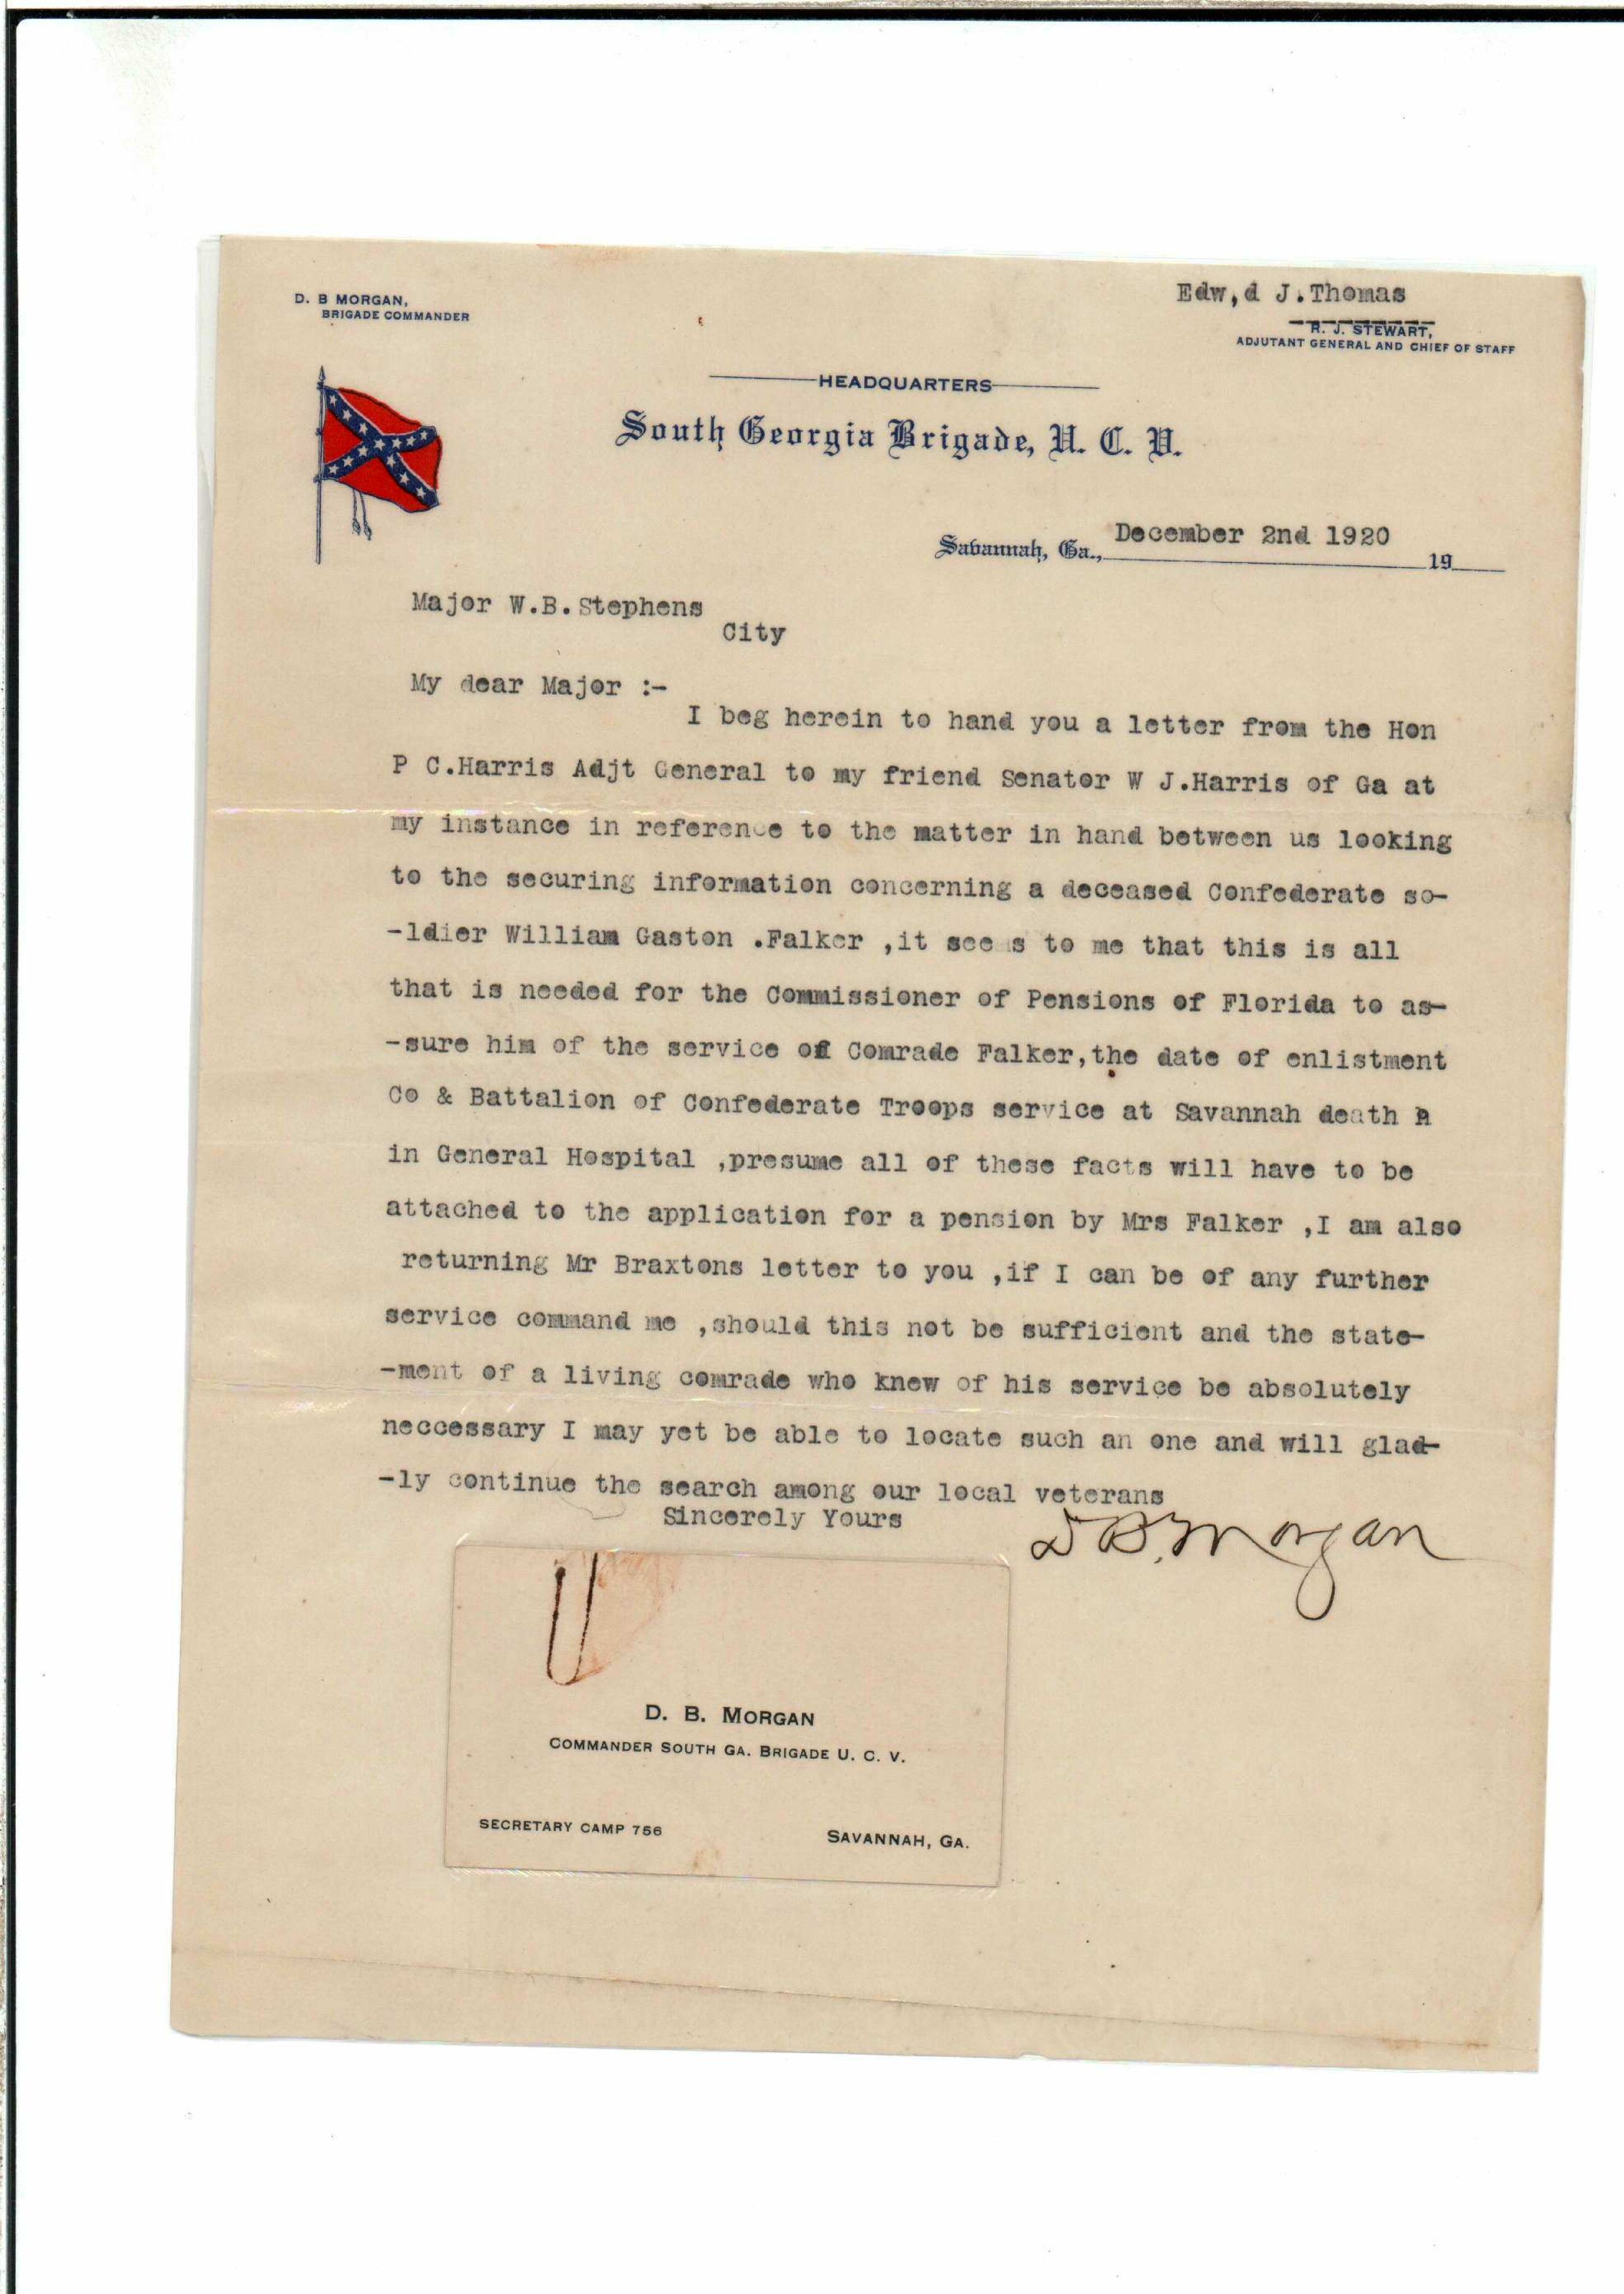 D. B MORGAN,
BRIGADE COMMANDER
Edw,d J.Thomas
R. J. STEWART,
ADJUTANT GENERAL AND CHIEF OF STAFF
HEADQUARTERS
South Georgia Brigade, U. C. V.
Savannah, Ga., December 2nd 1920 19
Major W.B.Stephens
City
My dear Major :-
I beg herein to hand you a letter from the Hon
P C.Harris Adjt General to my friend Senator W J.Harris of Ga at
my instance in reference to the matter in hand between us looking
to the securing information concerning a deceased Confederate so-
-ldier William Gaston .Falker ,it see s to me that this is all
that is needed for the Commissioner of Pensions of Florida to as-
-sure him of the service of Comrade Falker,the date of enlistment
Co & Battalion of Confederate Troops service at Savannah death
in General Hospital ,presume all of these facts will have to be
attached to the application for a pension by Mrs Falker ,I am also
returning Mr Braxtons letter to you ,if I can be of any further
service command me ,should this not be sufficient and the state-
-ment of a living comrade who knew of his service be absolutely
neccessary I may yet be able to locate such an one and will glad-
-ly continue the search among our local veterans
Sincerely Yours
D B. Morgan
D. B. MORGAN
COMMANDER SOUTH GA. BRIGADE U. C. V.
SECRETARY CAMP 756
SAVANNAH, GA.